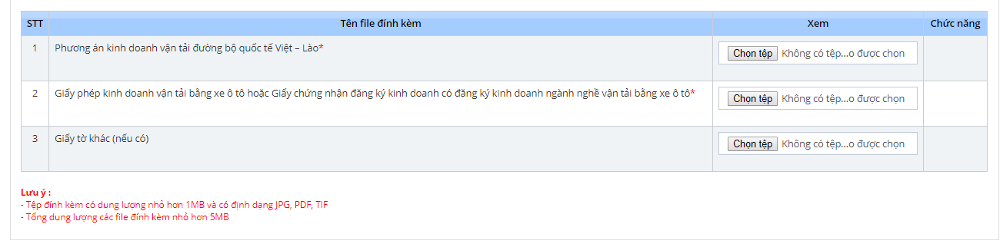 STT Tên file đính kèm Xem Chức năng
1 Phương án kinh doanh vận tải đường bộ quốc tế Việt – Lào* Chọn tệp Không có tệp...o được chọn
2 Giấy phép kinh doanh vận tải bằng xe ô tô hoặc Giấy chứng nhận đăng ký kinh doanh có đăng ký kinh doanh ngành nghề vận tải bằng xe ô tô* Chọn tệp Không có tệp...o được chọn
3 Giấy tờ khác (nếu có) Chọn tệp Không có tệp...o được chọn
Lưu ý :
- Tệp đính kèm có dung lượng nhỏ hơn 1MB và có định dạng JPG, PDF, TIF
- Tổng dung lượng các file đính kèm nhỏ hơn 5MB